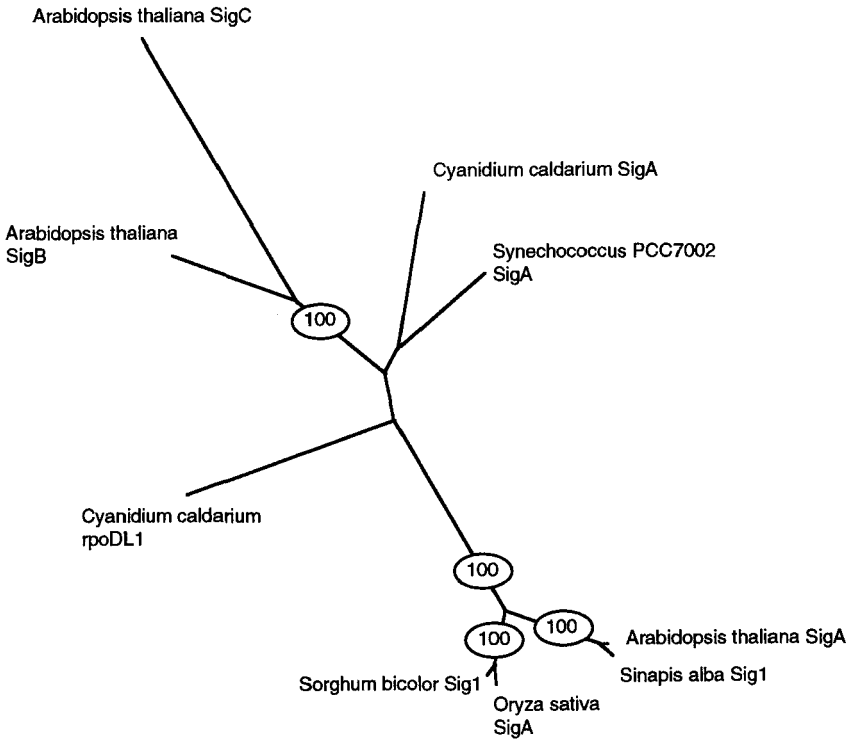 Arabidopsis thaliana SigC
Cyanidium caldarium SigA
Arabidopsis thaliana
SigB
Synechococcus PCC7002
SigA
100
Cyanidium caldarium
rpoDL1
100
100
100
Arabidopsis thaliana SigA
Sinapis alba Sig1
Sorghum bicolor Sig1
Oryza sativa
SigA